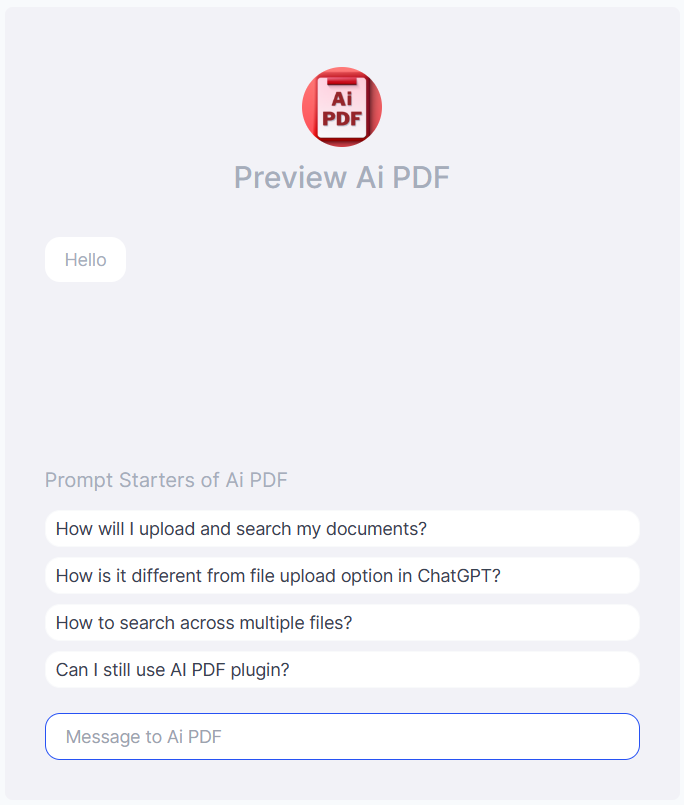 Ai
PDF
Preview Ai PDF
Hello
Prompt Starters of Ai PDF
How will I upload and search my documents?
How is it different from file upload option in ChatGPT?
How to search across multiple files?
Can I still use AI PDF plugin?
Message to Ai PDF